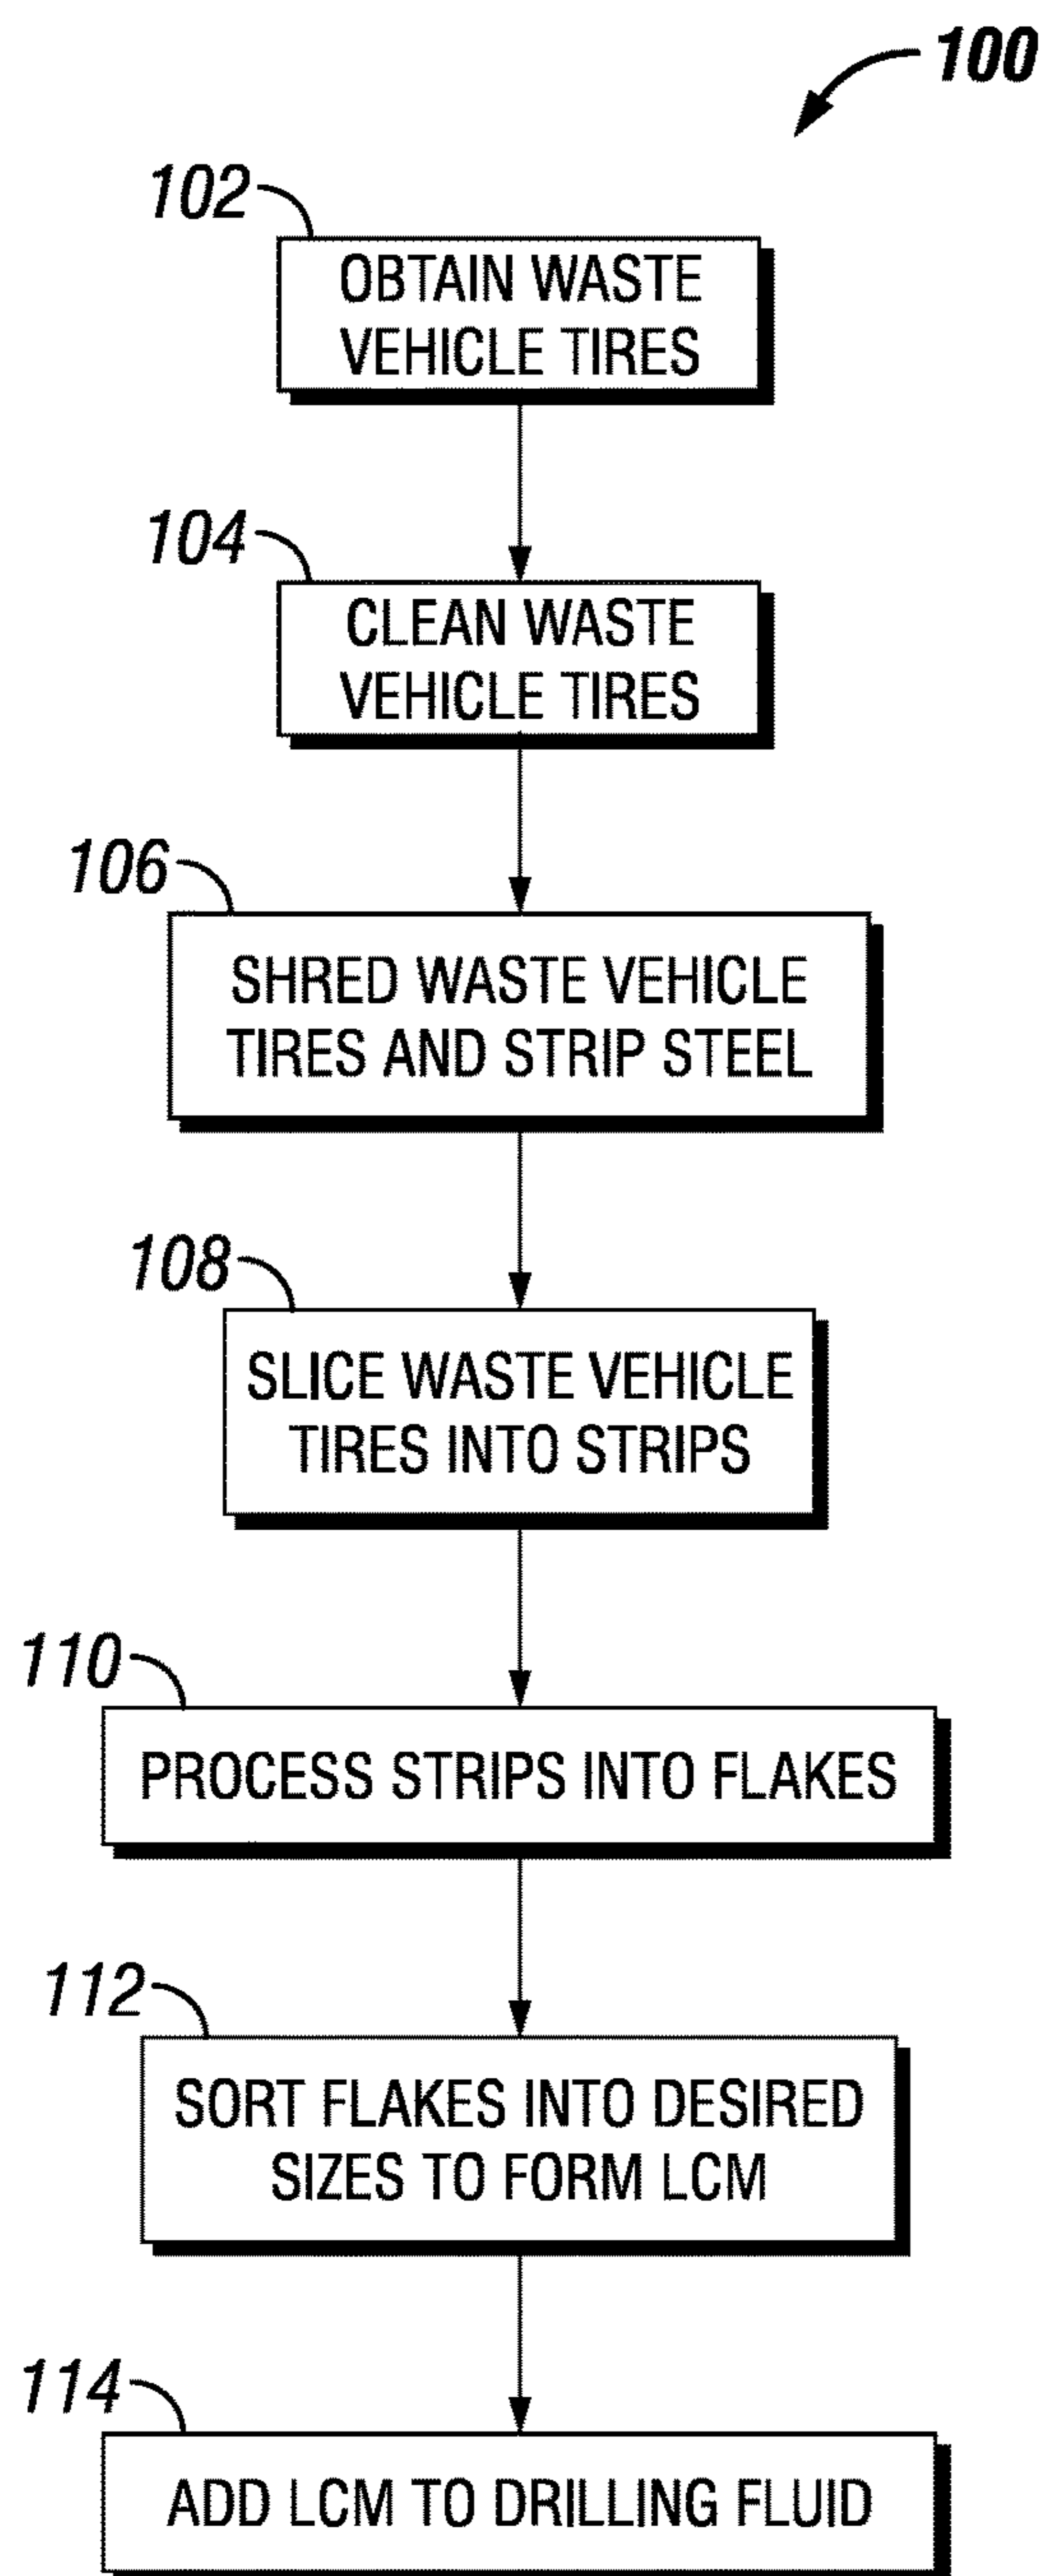 100
102
OBTAIN WASTE
VEHICLE TIRES
104
CLEAN WASTE
VEHICLE TIRES
106
SHRED WASTE VEHICLE
TIRES AND STRIP STEEL
108
SLICE WASTE VEHICLE
TIRES INTO STRIPS
110
PROCESS STRIPS INTO FLAKES
112
SORT FLAKES INTO DESIRED
SIZES TO FORM LCM
114
ADD LCM TO DRILLING FLUID